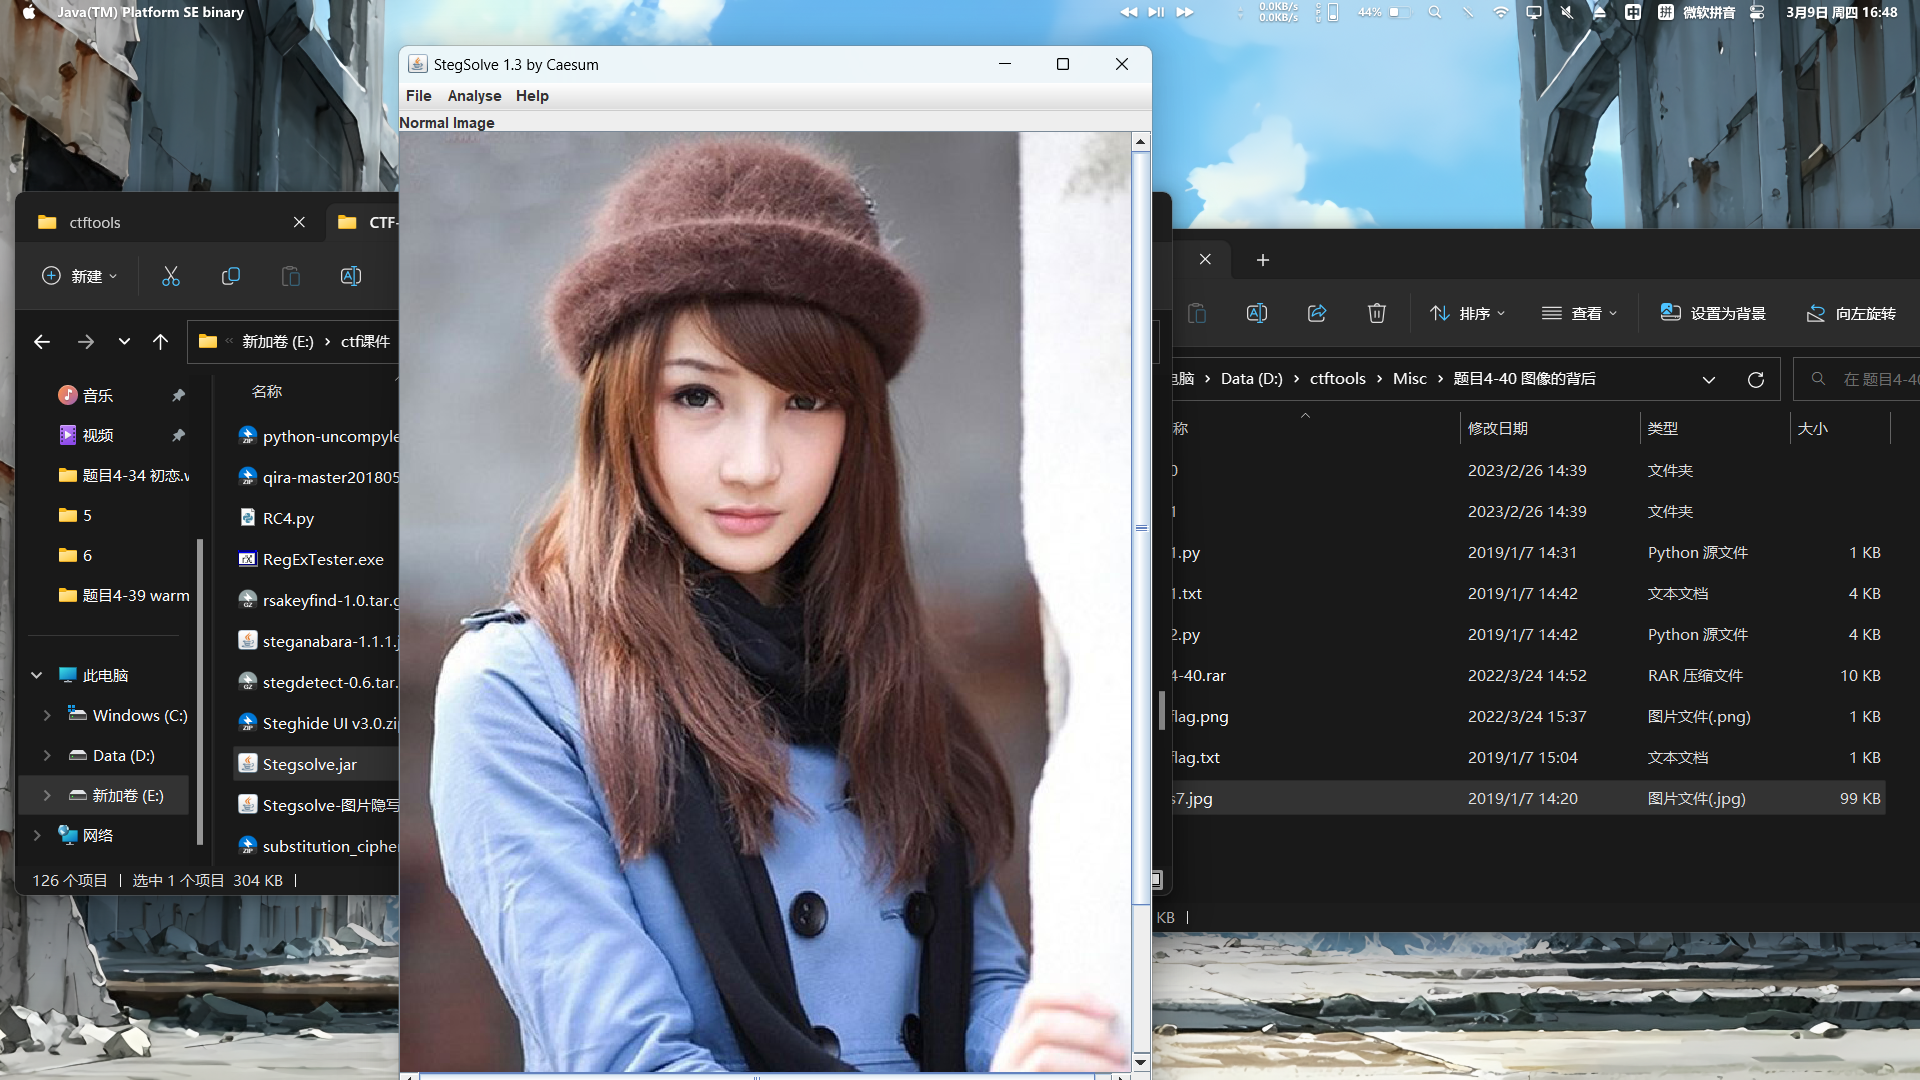 Java(TM) Platform SE binary
0.0KB/s
0.0KB/s
CPU
44%
中
拼
微软拼音
3月9日 周四 16:48
StegSolve 1.3 by Caesum
File Analyse Help
Normal Image
ctftools
CTF-
新建
新加卷 (E:) › ctf课件
音乐
视频
题目4-34 初恋.w
5
6
题目4-39 warm
此电脑
Windows (C:)
Data (D:)
新加卷 (E:)
网络
名称
python-uncompyle
qira-master201805
RC4.py
RegExTester.exe
rsakeyfind-1.0.tar.g
steganabara-1.1.1.j
stegdetect-0.6.tar.
Steghide UI v3.0.zip
Stegsolve.jar
Stegsolve-图片隐写
substitution_cipher
126 个项目 | 选中 1 个项目 304 KB |
排序
查看
设置为背景
向左旋转
电脑 › Data (D:) › ctftools › Misc › 题目4-40 图像的背后
在 题目4-40
称 修改日期 类型 大小
0 2023/2/26 14:39 文件夹
1 2023/2/26 14:39 文件夹
1.py 2019/1/7 14:31 Python 源文件 1 KB
1.txt 2019/1/7 14:42 文本文档 4 KB
2.py 2019/1/7 14:42 Python 源文件 4 KB
4-40.rar 2022/3/24 14:52 RAR 压缩文件 10 KB
flag.png 2022/3/24 15:37 图片文件(.png) 1 KB
flag.txt 2019/1/7 15:04 文本文档 1 KB
s7.jpg 2019/1/7 14:20 图片文件(.jpg) 99 KB
KB |